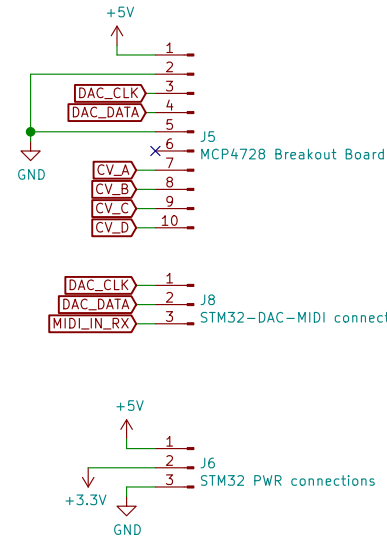 +5V
1
2
DAC_CLK 3
DAC_DATA 4
5
J5
6
MCP4728 Breakout Board
GND
CV_A 7
CV_B 8
CV_C 9
CV_D 10
DAC_CLK 1
DAC_DATA 2
J8
MIDI_IN_RX 3
STM32-DAC-MIDI connect
+5V
1
2
J6
3
STM32 PWR connections
+3.3V
GND